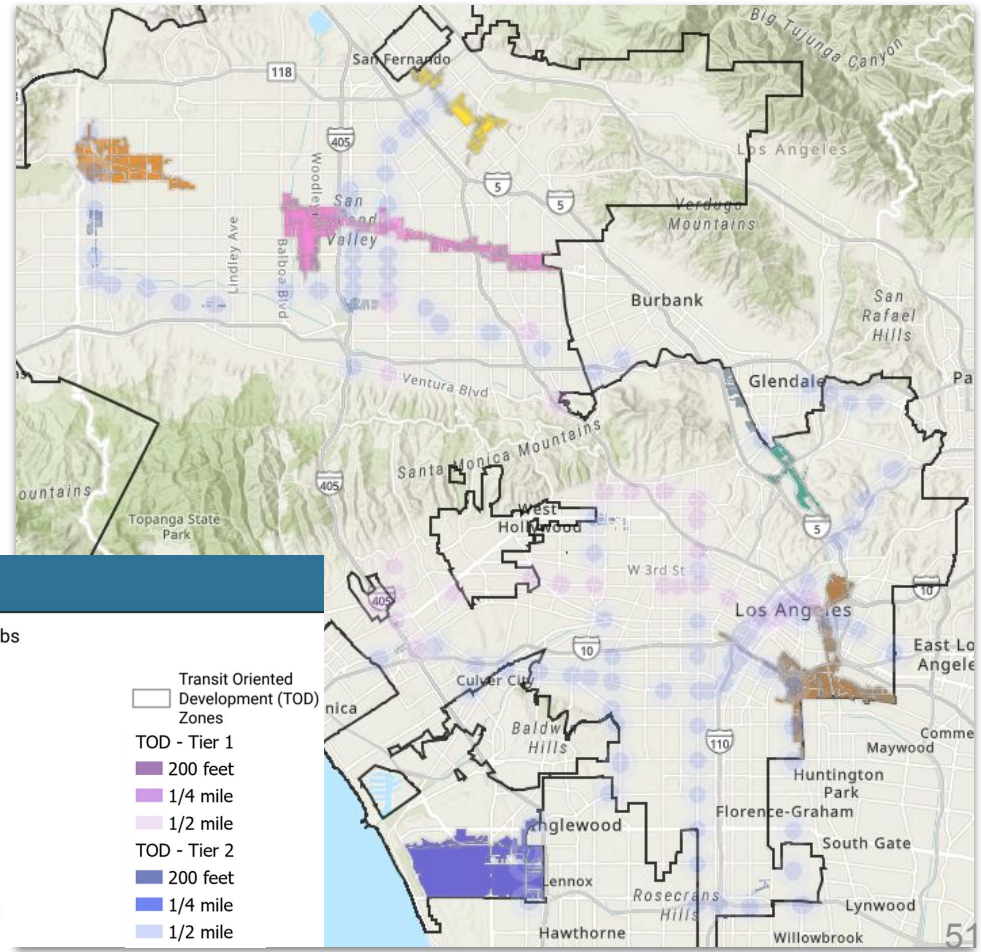 Big Tujunga Canyon
San Fernando
118
405
Los Angeles
Woodley
5
5
San
Valley
Verdugo
Mountains
Lindley Ave
Balboa Blvd
Burbank
San
Rafael
Hills
Glendale
Pa
Ventura Blvd
Santa Monica Mountains
405
ountains
Topanga State
Park
West
Hollywood
5
W 3rd St
405
Los Angeles
10
10
East Lo
Angele
Culver City
nica
Baldwin
Hills
110
Comme
Maywood
Huntington
Park
Florence-Graham
Inglewood
South Gate
Lennox
Rosecrans
Hills
Lynwood
Hawthorne
Willowbrook
51
bs
Transit Oriented
Development (TOD)
Zones
TOD - Tier 1
200 feet
1/4 mile
1/2 mile
TOD - Tier 2
200 feet
1/4 mile
1/2 mile